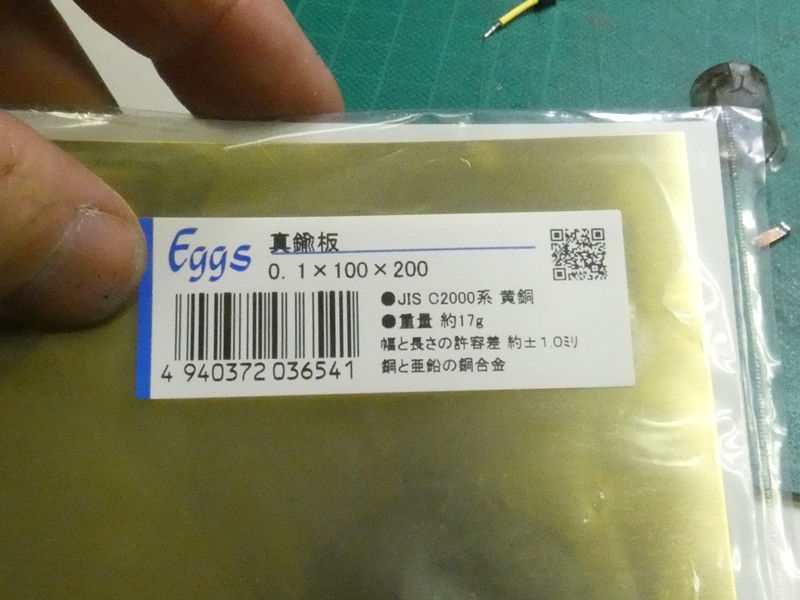 Eggs
真鍮板
0.1×100×200
●JIS C2000系 黄銅
●重量 約17g
幅と長さの許容差 約±1.0ミリ
銅と亜鉛の銅合金
4 940372 036541